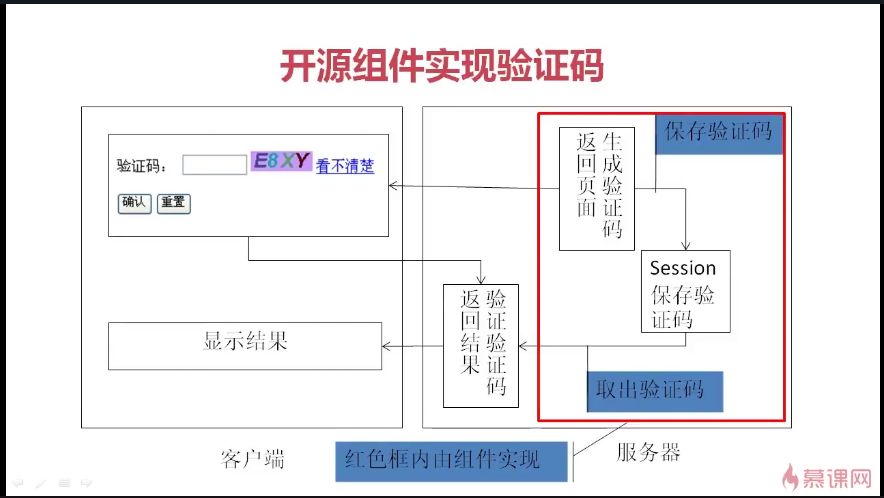 开源组件实现验证码
验证码：
E8XY
看不清楚
确认
重置
生成验证码
返回页面
保存验证码
Session
保存验
证码
验证验证码
返回结果
显示结果
取出验证码
客户端
红色框内由组件实现
服务器
慕课网